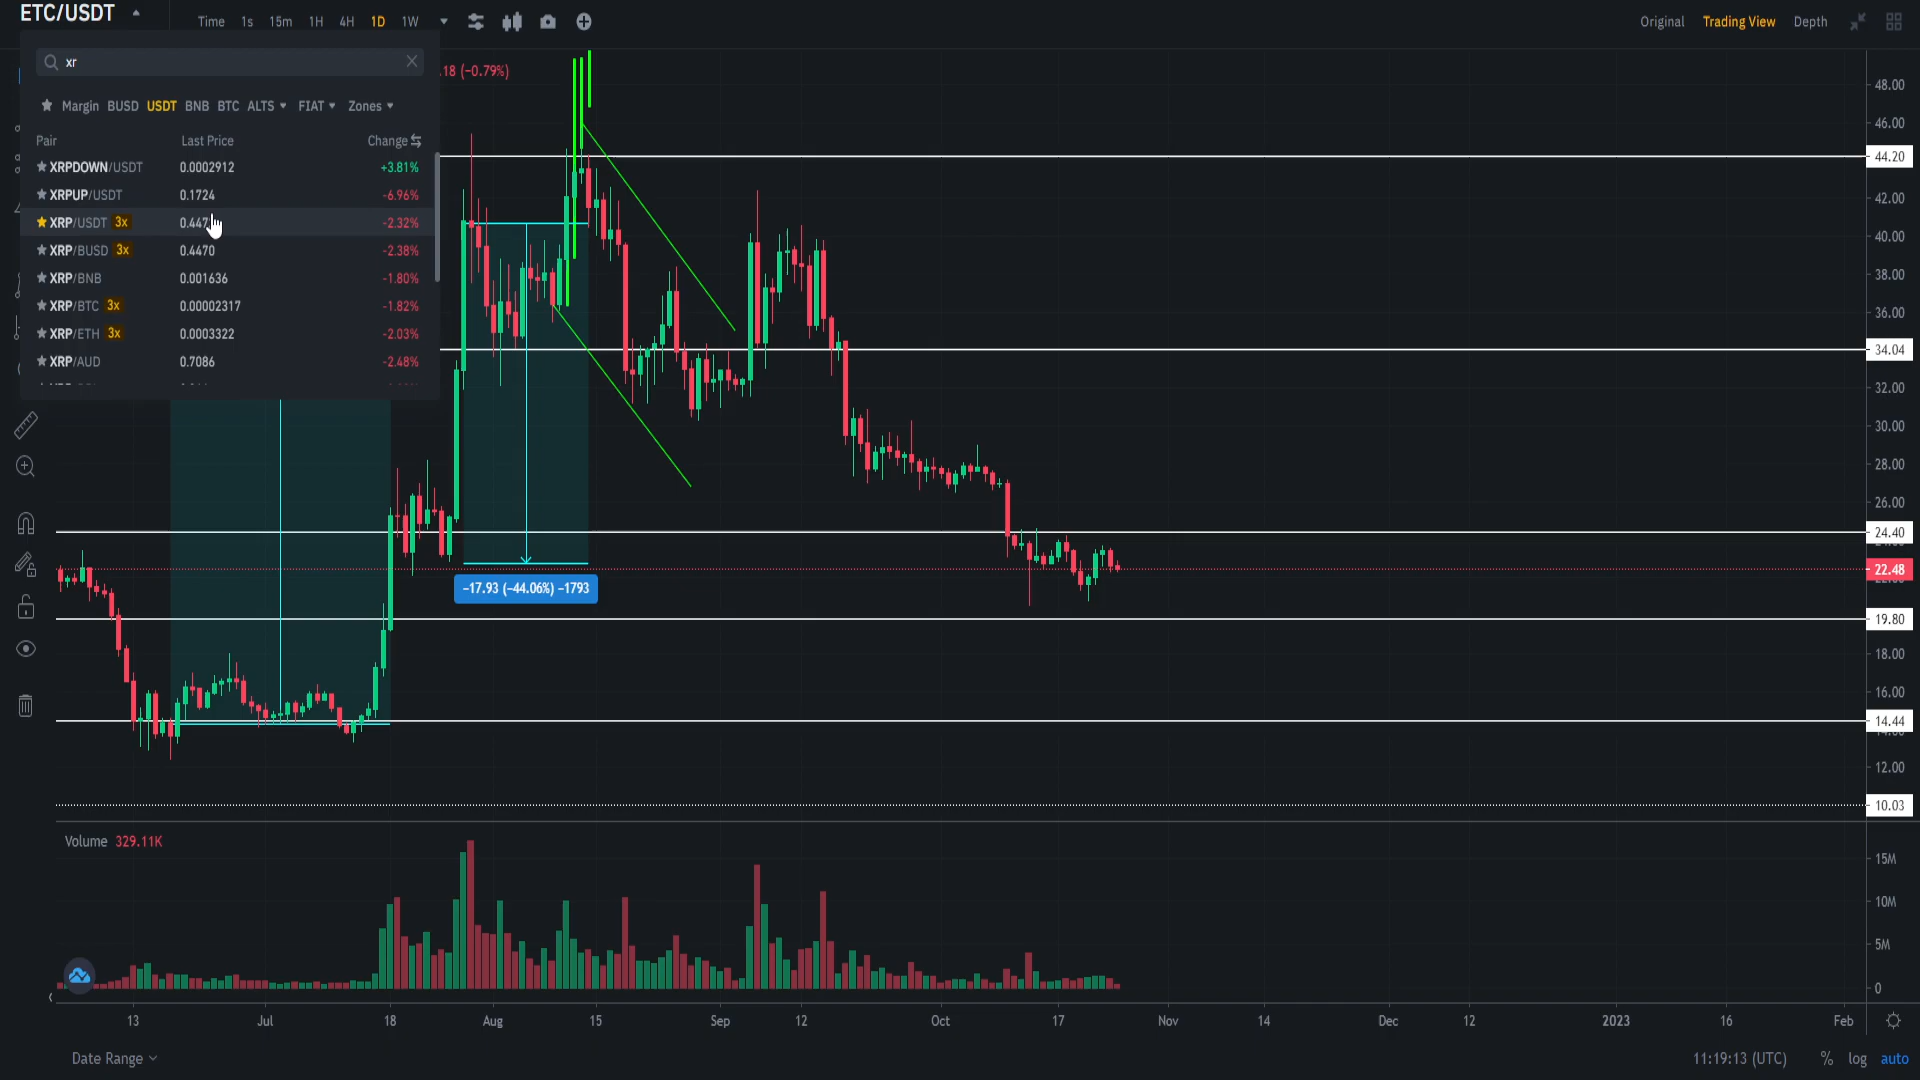 ETC/USDT
Time 1s 15m 1H 4H 1D 1W
Original Trading View Depth
xr
.18 (−0.79%)
Margin BUSD USDT BNB BTC ALTS FIAT Zones
Pair Last Price Change
XRPDOWN/USDT 0.0002912 +3.81%
XRPUP/USDT 0.1724 -6.96%
XRP/USDT 3x -2.32%
XRP/BUSD 3x 0.4470 -2.38%
XRP/BNB 0.001636 -1.80%
XRP/BTC 3x 0.00002317 -1.82%
XRP/ETH 3x 0.0003322 -2.03%
XRP/AUD 0.7086 -2.48%
48.00
46.00
44.20
42.00
40.00
38.00
36.00
34.04
32.00
30.00
28.00
26.00
24.40
22.48
19.80
18.00
16.00
14.44
12.00
10.03
−17.93 (−44.06%) −1793
Volume 329.11K
15M
10M
5M
0
13 Jul 18 Aug 15 Sep 12 Oct 17 Nov 14 Dec 12 2023 16 Feb
Date Range
11:19:13 (UTC) % log auto